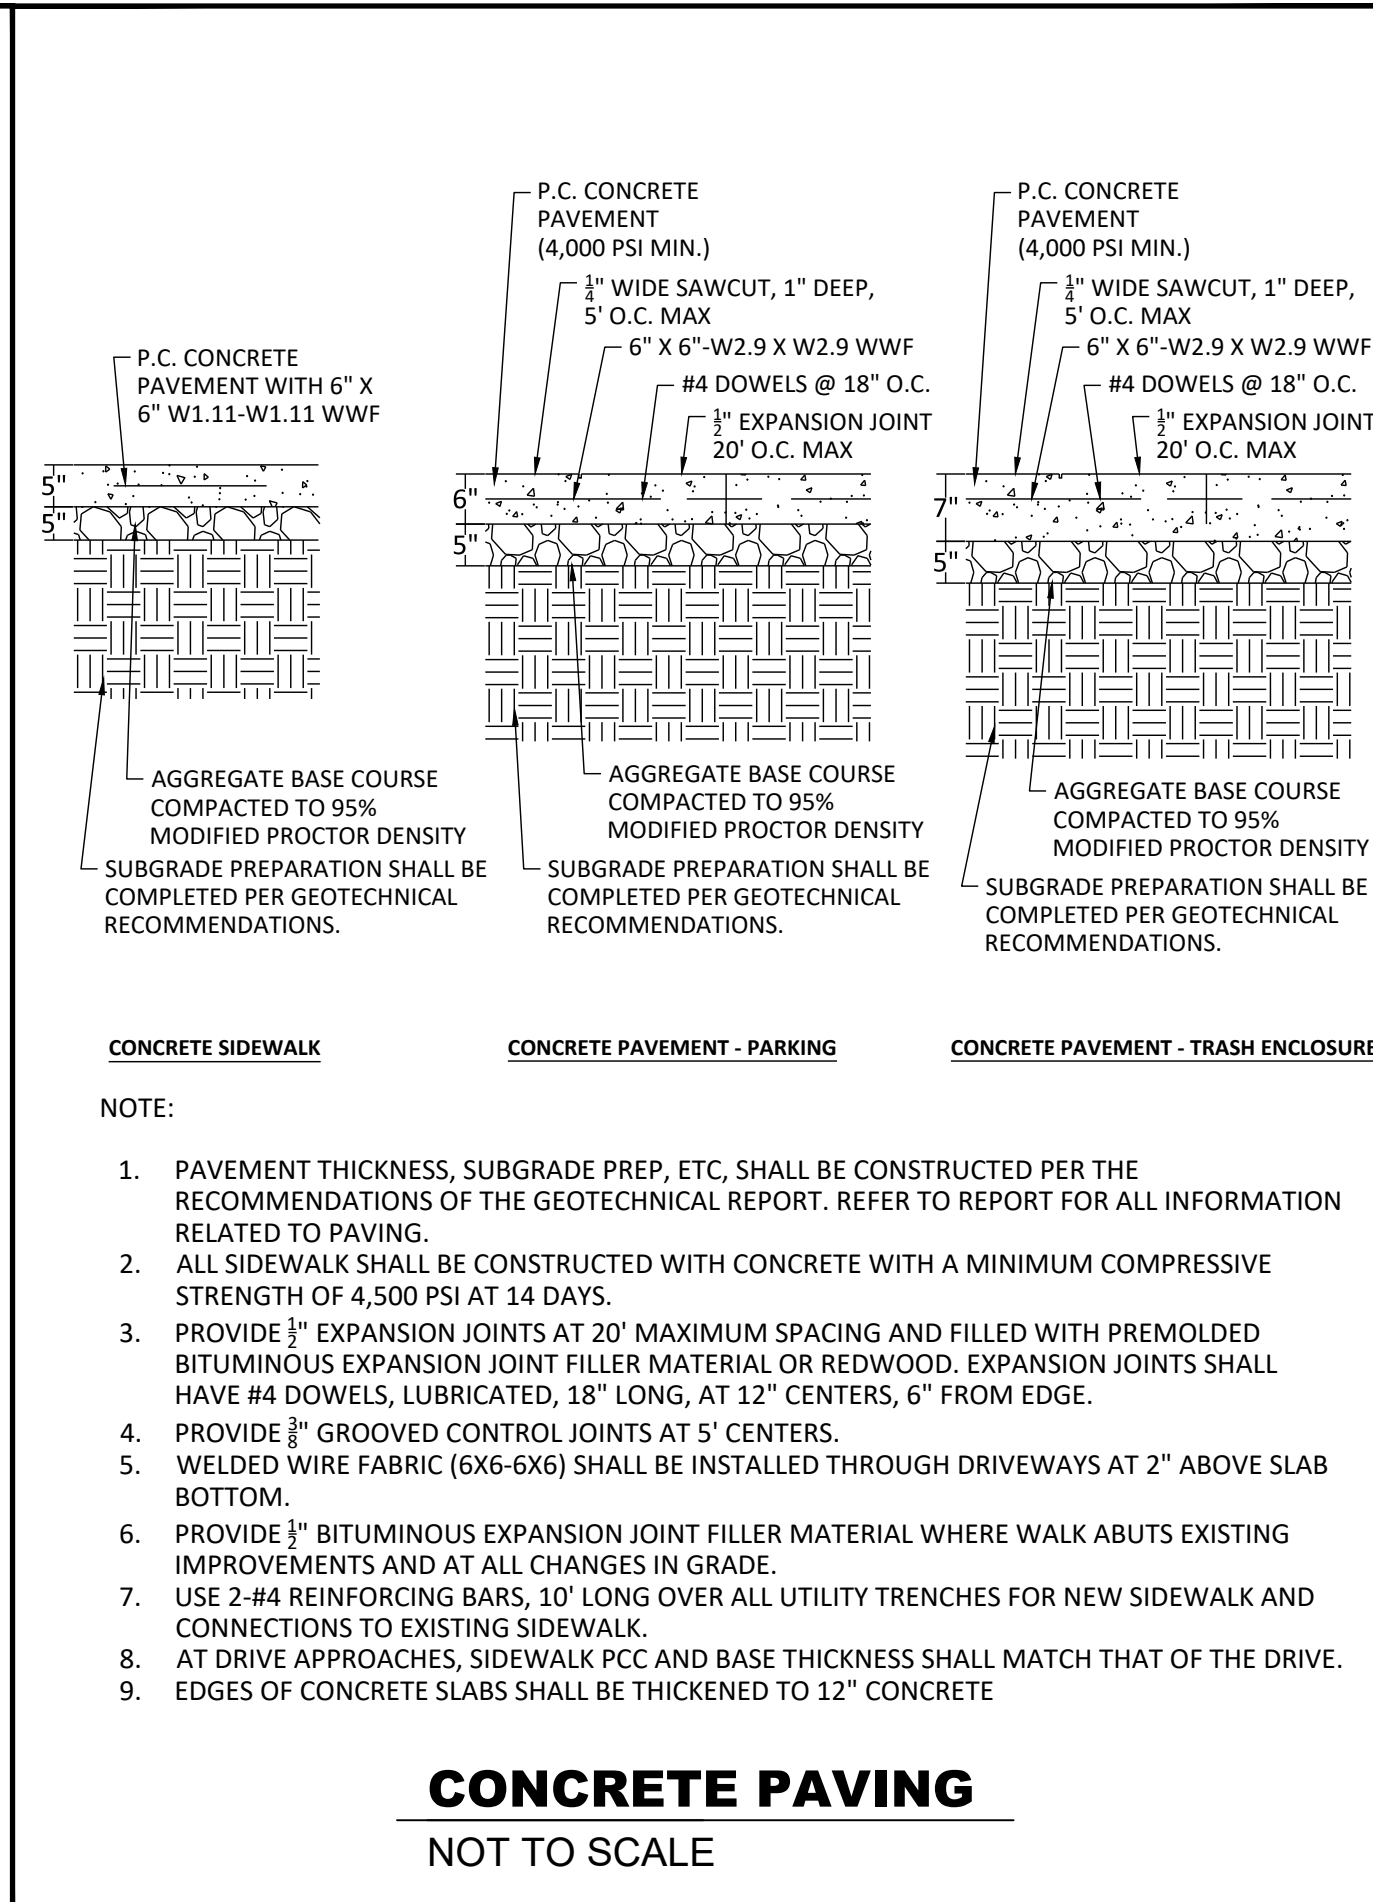 P.C. CONCRETE
PAVEMENT WITH 6" X
6" W1.11-W1.11 WWF
5"
5"
AGGREGATE BASE COURSE
COMPACTED TO 95%
MODIFIED PROCTOR DENSITY
SUBGRADE PREPARATION SHALL BE
COMPLETED PER GEOTECHNICAL
RECOMMENDATIONS.
CONCRETE SIDEWALK
P.C. CONCRETE
PAVEMENT
(4,000 PSI MIN.)
1/4" WIDE SAWCUT, 1" DEEP,
5' O.C. MAX
6" X 6"-W2.9 X W2.9 WWF
#4 DOWELS @ 18" O.C.
1/2" EXPANSION JOINT
20' O.C. MAX
6"
5"
AGGREGATE BASE COURSE
COMPACTED TO 95%
MODIFIED PROCTOR DENSITY
SUBGRADE PREPARATION SHALL BE
COMPLETED PER GEOTECHNICAL
RECOMMENDATIONS.
CONCRETE PAVEMENT - PARKING
P.C. CONCRETE
PAVEMENT
(4,000 PSI MIN.)
1/4" WIDE SAWCUT, 1" DEEP,
5' O.C. MAX
6" X 6"-W2.9 X W2.9 WWF
#4 DOWELS @ 18" O.C.
1/2" EXPANSION JOINT
20' O.C. MAX
7"
5"
AGGREGATE BASE COURSE
COMPACTED TO 95%
MODIFIED PROCTOR DENSITY
SUBGRADE PREPARATION SHALL BE
COMPLETED PER GEOTECHNICAL
RECOMMENDATIONS.
CONCRETE PAVEMENT - TRASH ENCLOSURE
NOTE:
1. PAVEMENT THICKNESS, SUBGRADE PREP, ETC, SHALL BE CONSTRUCTED PER THE
RECOMMENDATIONS OF THE GEOTECHNICAL REPORT. REFER TO REPORT FOR ALL INFORMATION
RELATED TO PAVING.
2. ALL SIDEWALK SHALL BE CONSTRUCTED WITH CONCRETE WITH A MINIMUM COMPRESSIVE
STRENGTH OF 4,500 PSI AT 14 DAYS.
3. PROVIDE 1/2" EXPANSION JOINTS AT 20' MAXIMUM SPACING AND FILLED WITH PREMOLDED
BITUMINOUS EXPANSION JOINT FILLER MATERIAL OR REDWOOD. EXPANSION JOINTS SHALL
HAVE #4 DOWELS, LUBRICATED, 18" LONG, AT 12" CENTERS, 6" FROM EDGE.
4. PROVIDE 3/8" GROOVED CONTROL JOINTS AT 5' CENTERS.
5. WELDED WIRE FABRIC (6X6-6X6) SHALL BE INSTALLED THROUGH DRIVEWAYS AT 2" ABOVE SLAB
BOTTOM.
6. PROVIDE 1/2" BITUMINOUS EXPANSION JOINT FILLER MATERIAL WHERE WALK ABUTS EXISTING
IMPROVEMENTS AND AT ALL CHANGES IN GRADE.
7. USE 2-#4 REINFORCING BARS, 10' LONG OVER ALL UTILITY TRENCHES FOR NEW SIDEWALK AND
CONNECTIONS TO EXISTING SIDEWALK.
8. AT DRIVE APPROACHES, SIDEWALK PCC AND BASE THICKNESS SHALL MATCH THAT OF THE DRIVE.
9. EDGES OF CONCRETE SLABS SHALL BE THICKENED TO 12" CONCRETE
CONCRETE PAVING
NOT TO SCALE